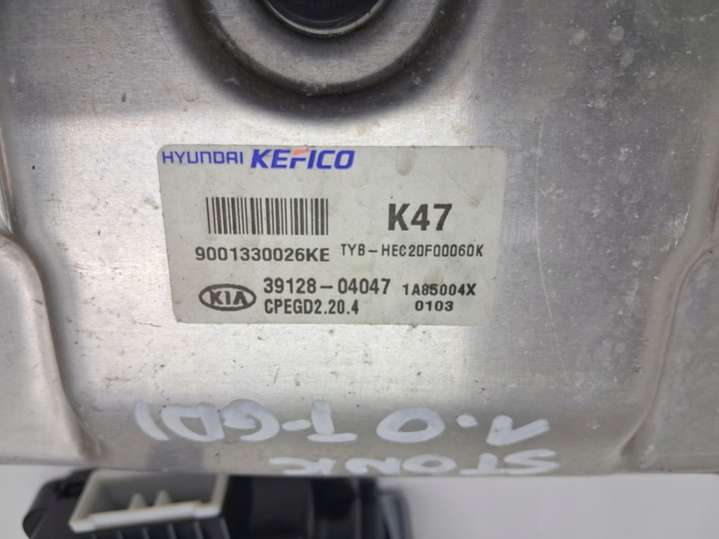 HYUNDAI KEFICO
K47
9001330026KE TYB-HEC20F00060K
KIA 39128-04047 1A85004X
CPEGD2.20.4 0103
STONIC
1.0 T-GDI